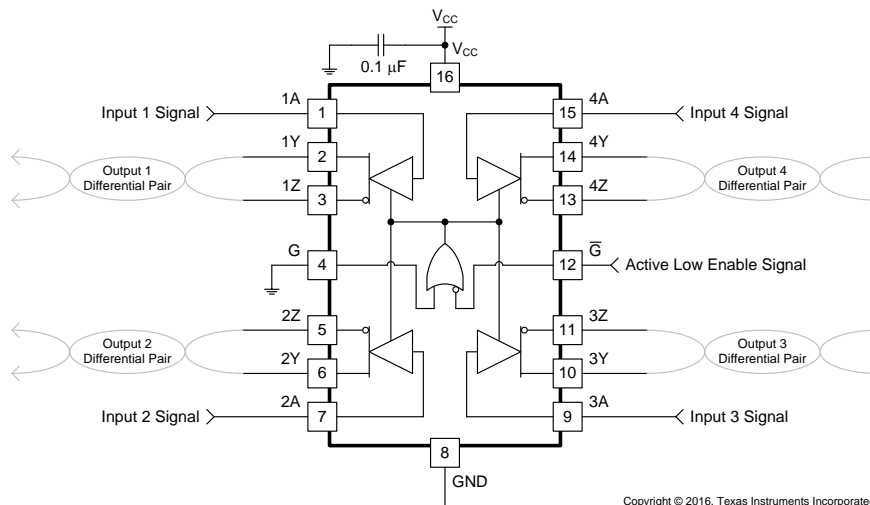 V_CC
V_CC
0.1 μF
16
1A
Input 1 Signal
1
4A
15
Input 4 Signal
1Y
2
Output 1
Differential Pair
1Z
3
4Y
14
Output 4
Differential Pair
4Z
13
G
4
G̅
12
Active Low Enable Signal
2Z
5
Output 2
Differential Pair
2Y
6
3Z
11
Output 3
Differential Pair
3Y
10
2A
Input 2 Signal
7
3A
9
Input 3 Signal
8
GND
Copyright © 2016, Texas Instruments Incorporated